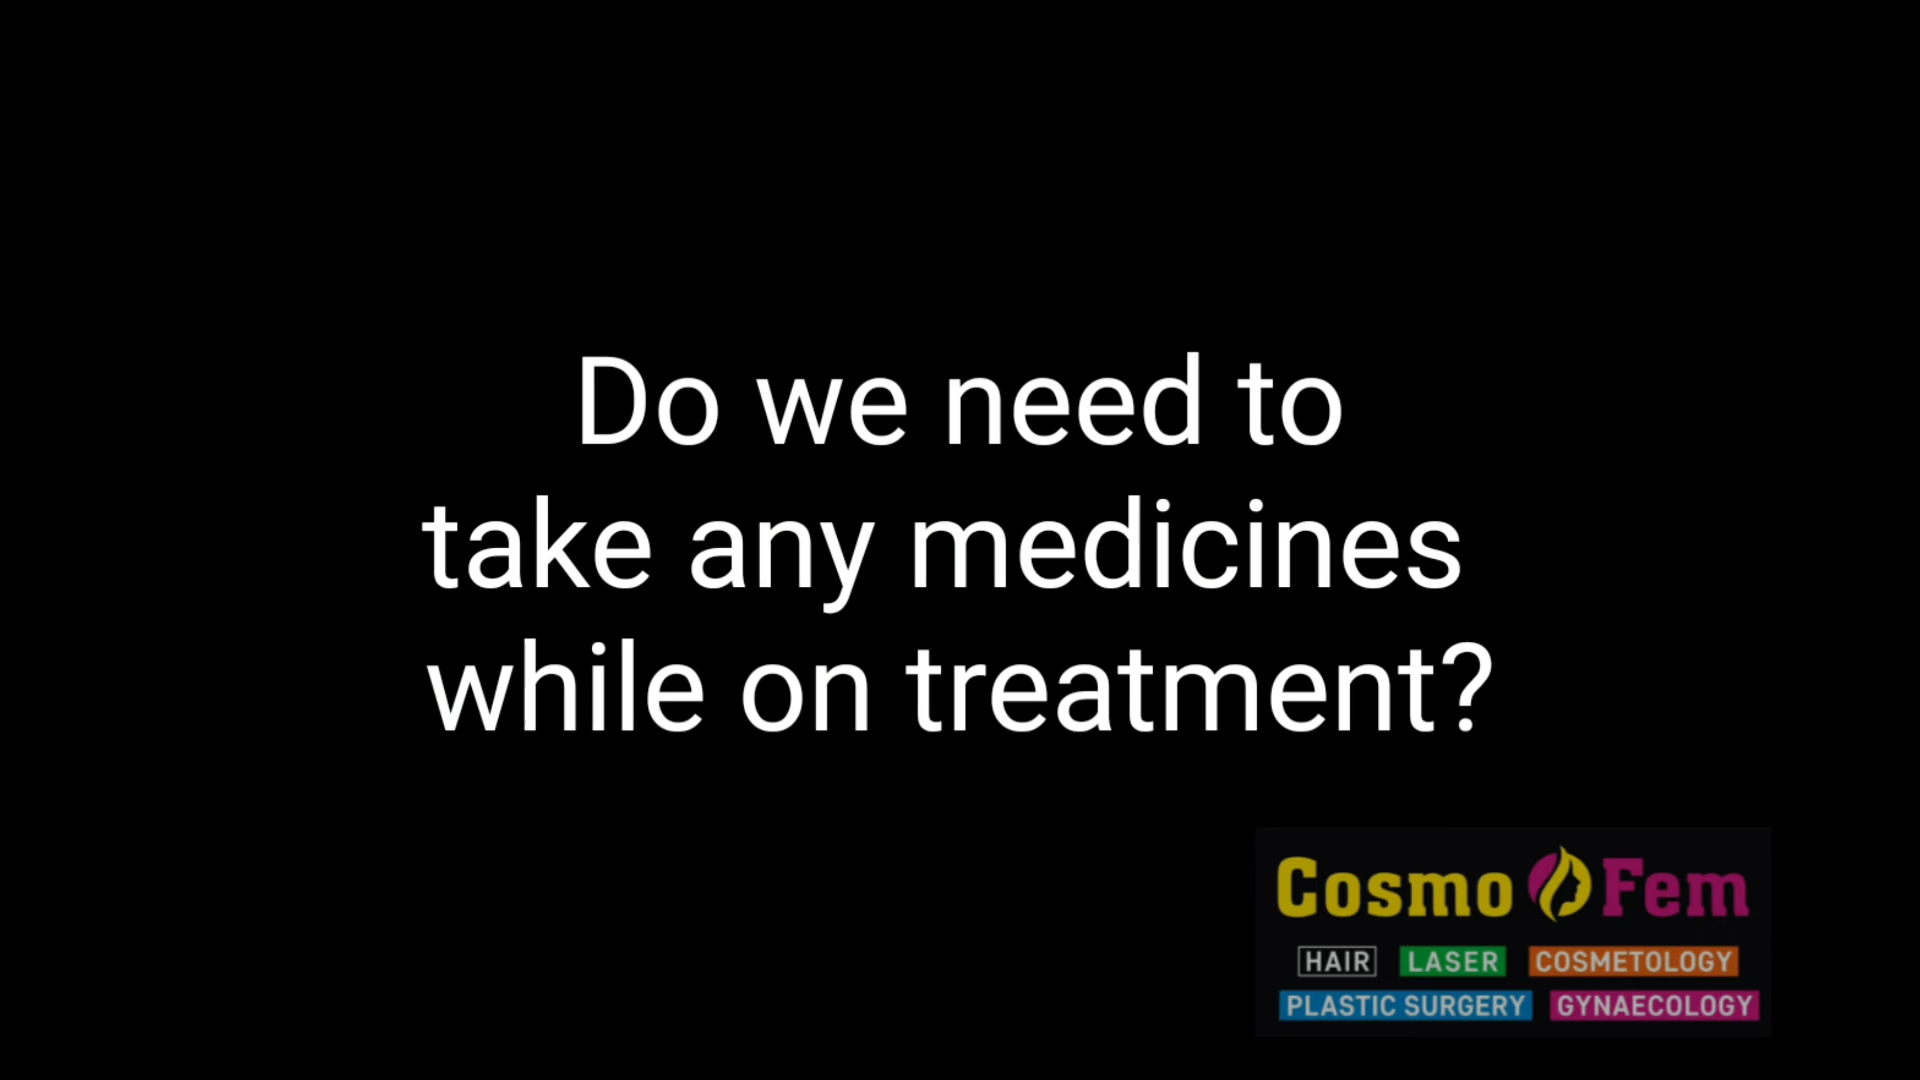 Do we need to
take any medicines
while on treatment?
Cosmo Fem
HAIR LASER COSMETOLOGY
PLASTIC SURGERY GYNAECOLOGY